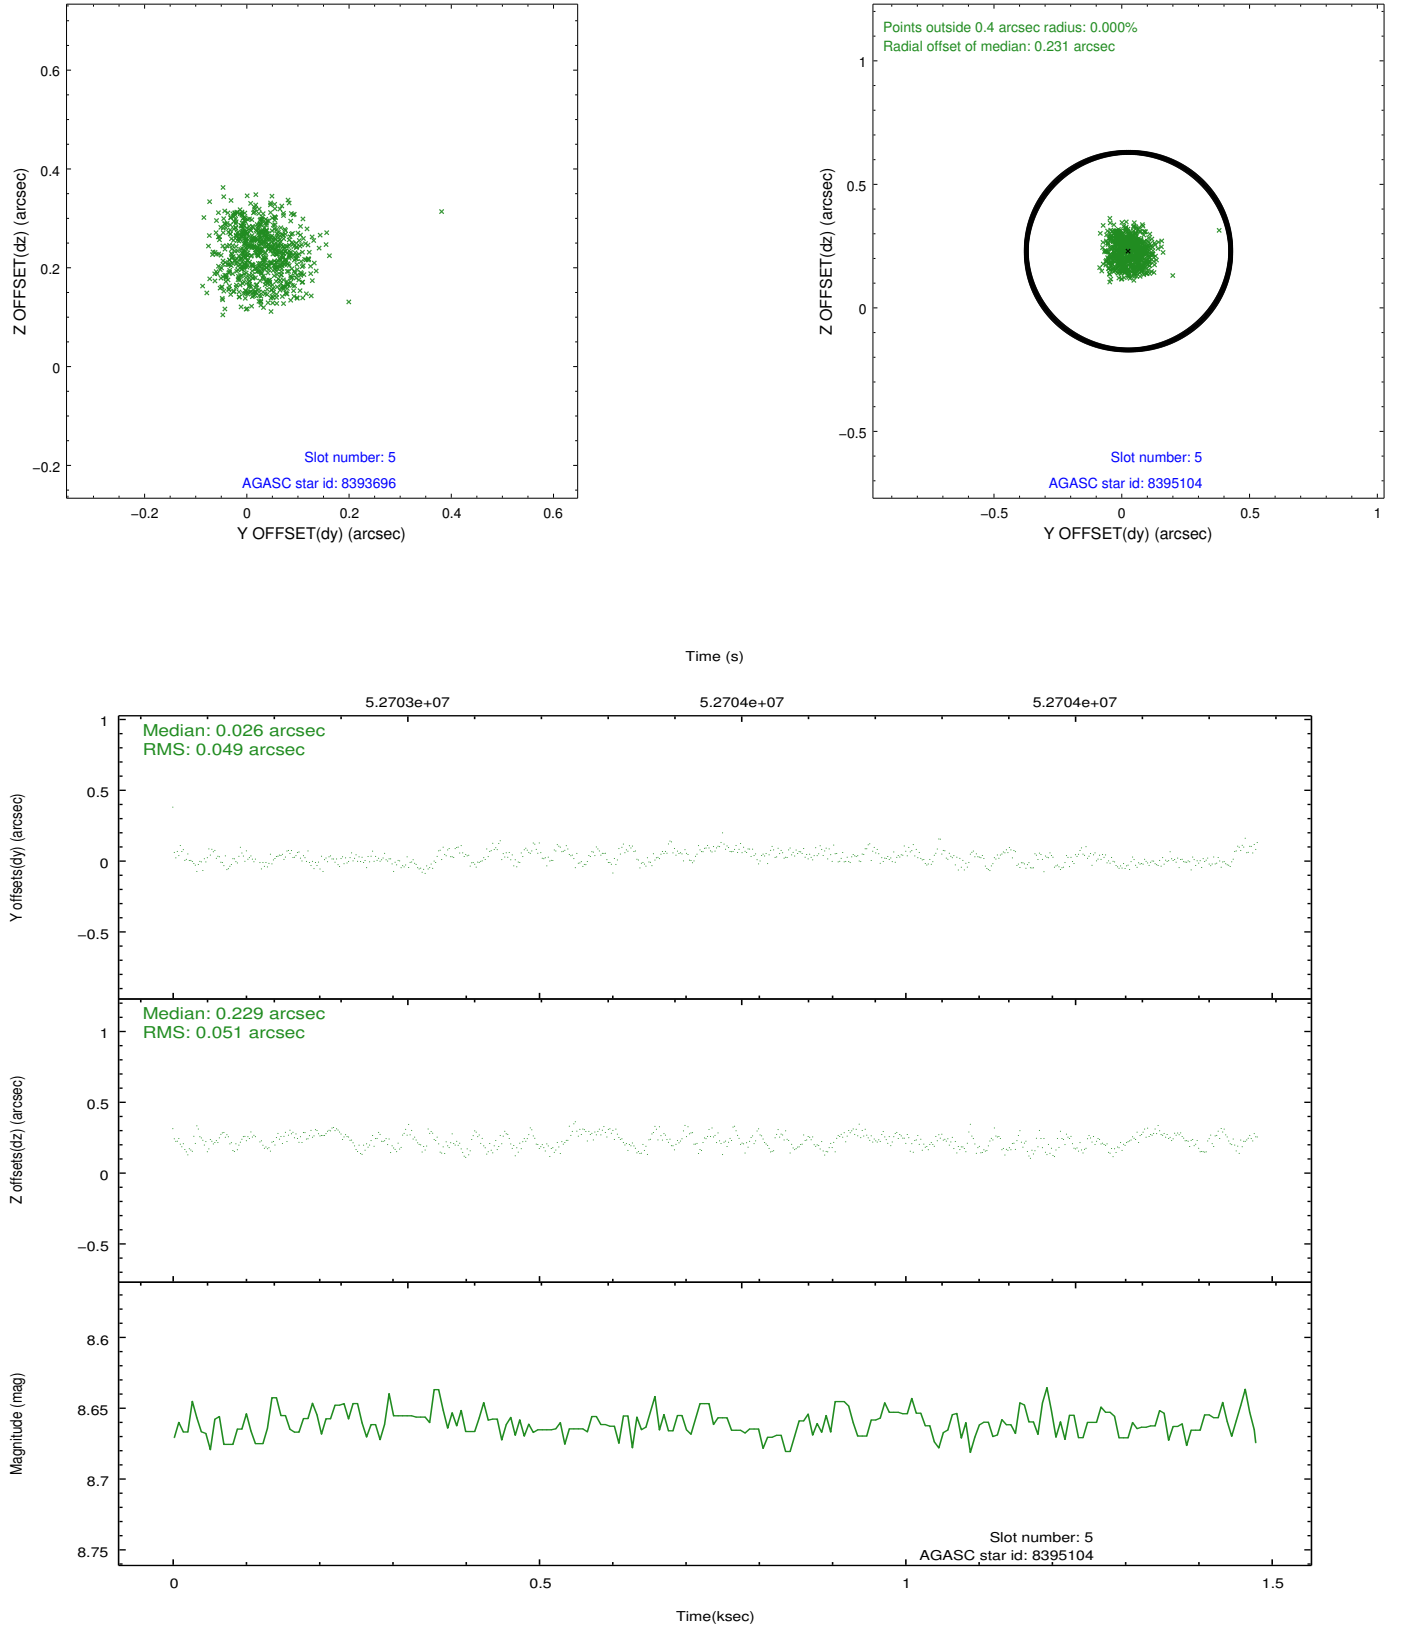 0.6
0.4
0.2
0
−0.2
Z OFFSET(dz) (arcsec)
Slot number: 5
AGASC star id: 8393696
−0.2 0 0.2 0.4 0.6
Y OFFSET(dy) (arcsec)
Points outside 0.4 arcsec radius: 0.000%
Radial offset of median: 0.231 arcsec
1
0.5
0
−0.5
Z OFFSET(dz) (arcsec)
Slot number: 5
AGASC star id: 8395104
−0.5 0 0.5 1
Y OFFSET(dy) (arcsec)
Time (s)
5.2703e+07 5.2704e+07 5.2704e+07
Median: 0.026 arcsec
RMS: 0.049 arcsec
1
0.5
0
−0.5
Y offsets(dy) (arcsec)
Median: 0.229 arcsec
RMS: 0.051 arcsec
1
0.5
0
−0.5
Z offsets(dz) (arcsec)
8.6
8.65
8.7
8.75
Magnitude (mag)
Slot number: 5
AGASC star id: 8395104
0 0.5 1 1.5
Time(ksec)